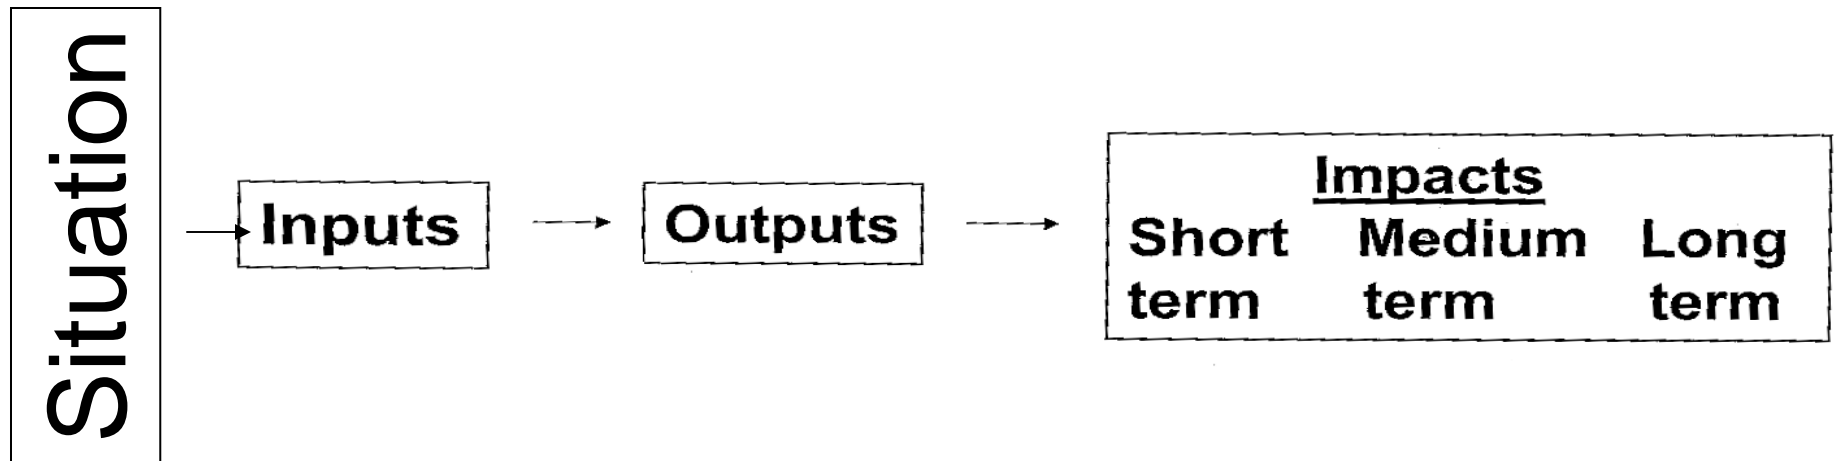 Situation
Inputs
Outputs
Impacts
Short Medium Long
term term term